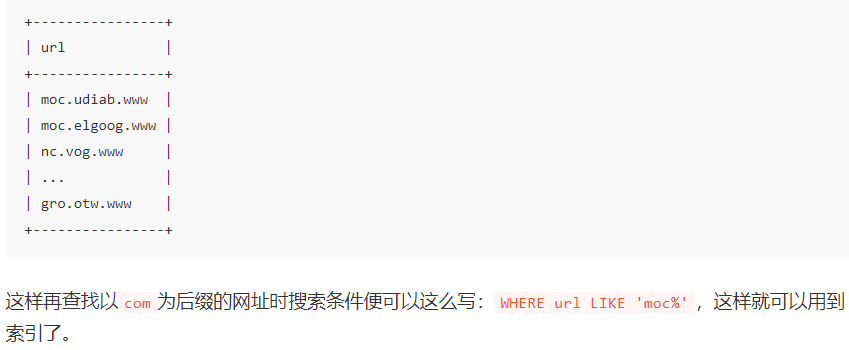 +----------------+
| url            |
+----------------+
| moc.udiab.www  |
| moc.elgoog.www |
| nc.vog.www     |
| ...            |
| gro.otw.www    |
+----------------+
这样再查找以 com 为后缀的网址时搜索条件便可以这么写： WHERE url LIKE 'moc%' ，这样就可以用到
索引了。